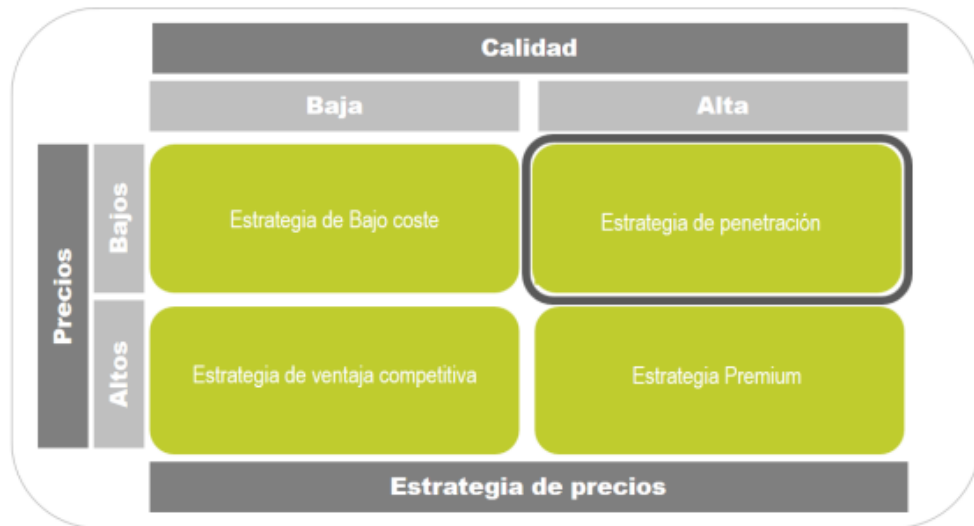 Calidad
Baja
Alta
Precios
Bajos
Estrategia de Bajo coste
Estrategia de penetración
Altos
Estrategia de ventaja competitiva
Estrategia Premium
Estrategia de precios